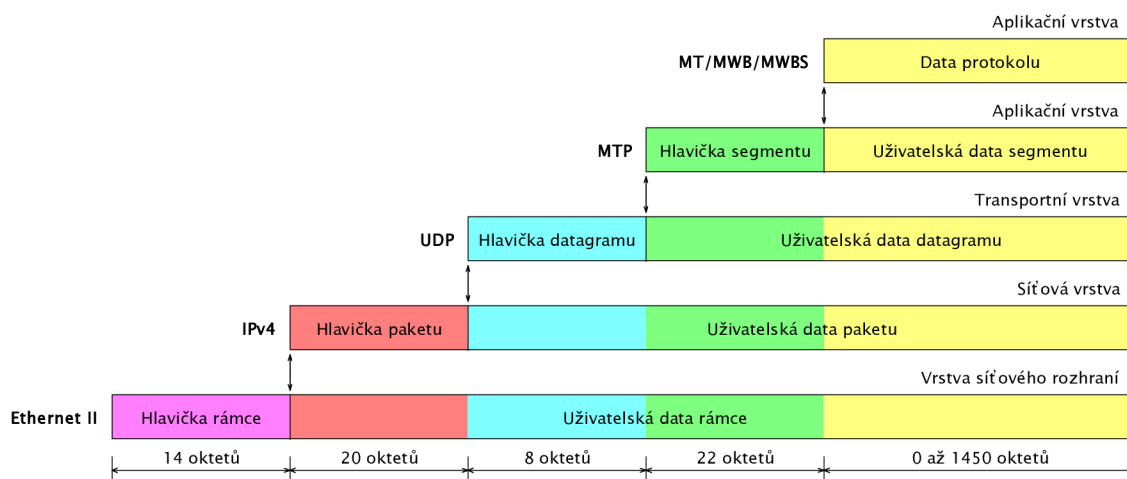 Aplikační vrstva
MT/MWB/MWBS
Data protokolu
Aplikační vrstva
MTP
Hlavička segmentu
Uživatelská data segmentu
Transportní vrstva
UDP
Hlavička datagramu
Uživatelská data datagramu
Síťová vrstva
IPv4
Hlavička paketu
Uživatelská data paketu
Vrstva síťového rozhraní
Ethernet II
Hlavička rámce
Uživatelská data rámce
14 oktetů
20 oktetů
8 oktetů
22 oktetů
0 až 1450 oktetů